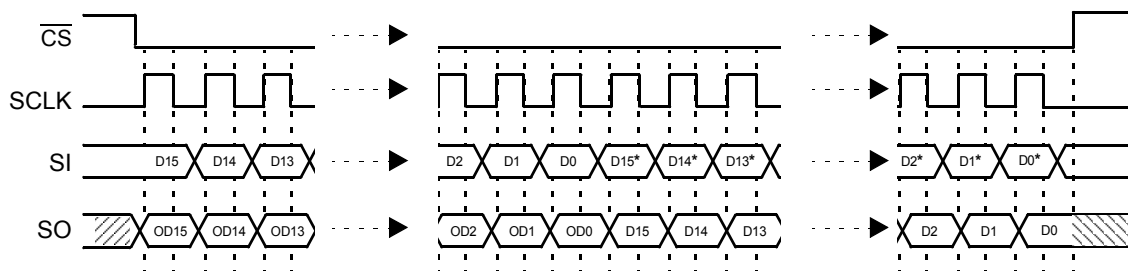 CS
SCLK
SI D15 D14 D13 D2 D1 D0 D15* D14* D13* D2* D1* D0*
SO OD15 OD14 OD13 OD2 OD1 OD0 D15 D14 D13 D2 D1 D0